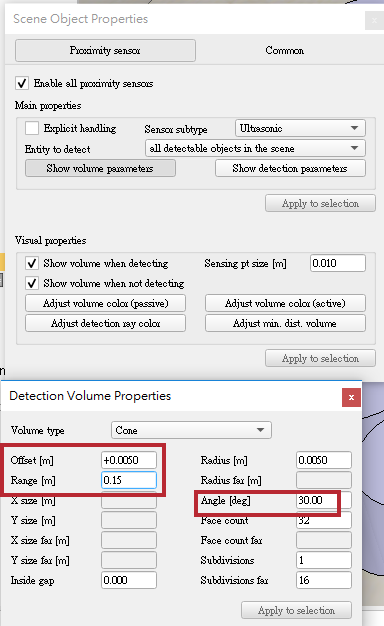 Scene Object Properties
x
Proximity sensor Common
Enable all proximity sensors
Main properties
Explicit handling Sensor subtype Ultrasonic
Entity to detect all detectable objects in the scene
Show volume parameters Show detection parameters
Apply to selection
Visual properties
Show volume when detecting Sensing pt size [m] 0.010
Show volume when not detecting
Adjust volume color (passive) Adjust volume color (active)
Adjust detection ray color Adjust min. dist. volume
Apply to selection
Detection Volume Properties x
Volume type Cone
Offset [m] +0.0050 Radius [m] 0.0050
Range [m] 0.15 Radius far [m]
X size [m] Angle [deg] 30.00
Y size [m] Face count 32
X size far [m] Face count far
Y size far [m] Subdivisions 1
Inside gap 0.000 Subdivisions far 16
Apply to selection